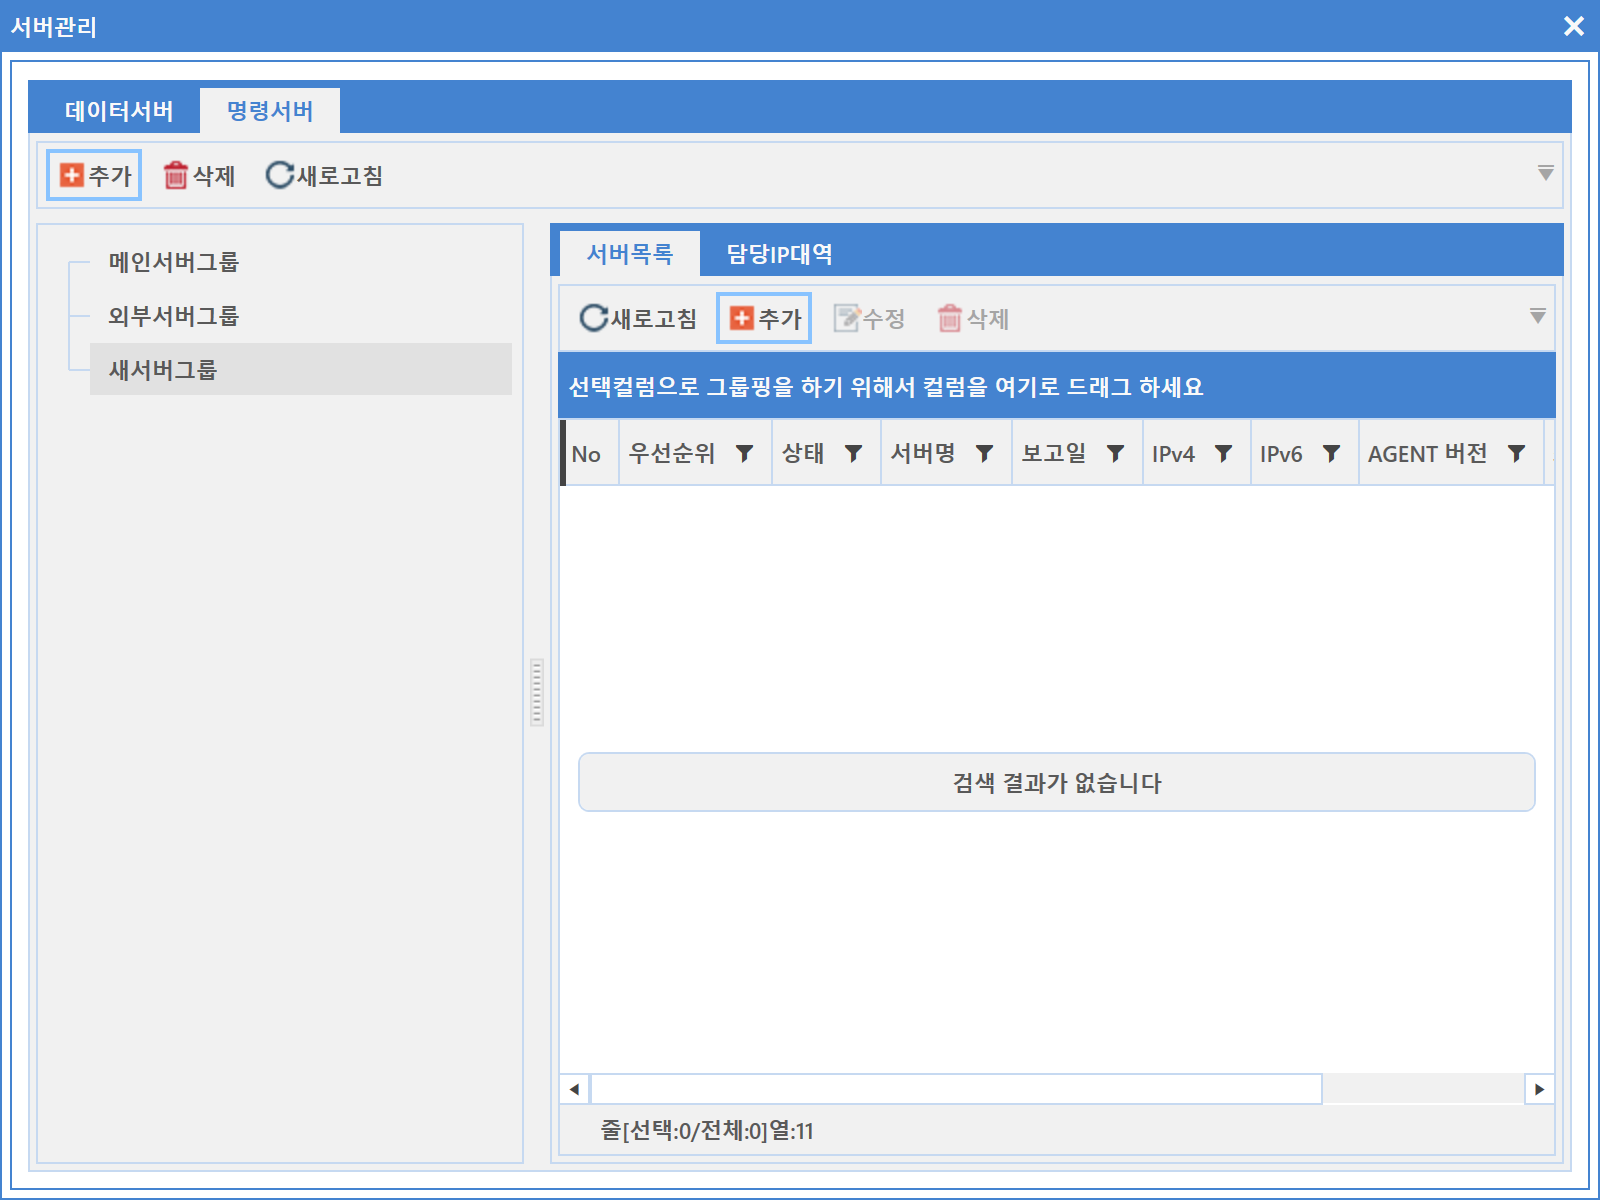 서버관리
데이터서버 명령서버
추가 삭제 새로고침
메인서버그룹
외부서버그룹
새서버그룹
서버목록 담당IP대역
새로고침 추가 수정 삭제
선택컬럼으로 그룹핑을 하기 위해서 컬럼을 여기로 드래그 하세요
No 우선순위 상태 서버명 보고일 IPv4 IPv6 AGENT 버전
검색 결과가 없습니다
줄[선택:0/전체:0]열:11